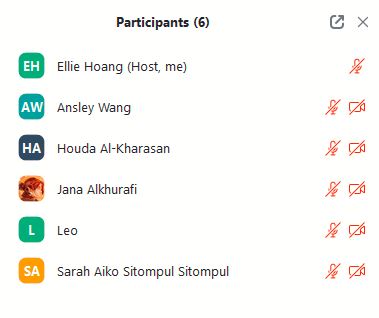 Participants (6)
EH Ellie Hoang (Host, me)
AW Ansley Wang
HA Houda Al-Kharasan
Jana Alkhurafi
L Leo
SA Sarah Aiko Sitompul Sitompul